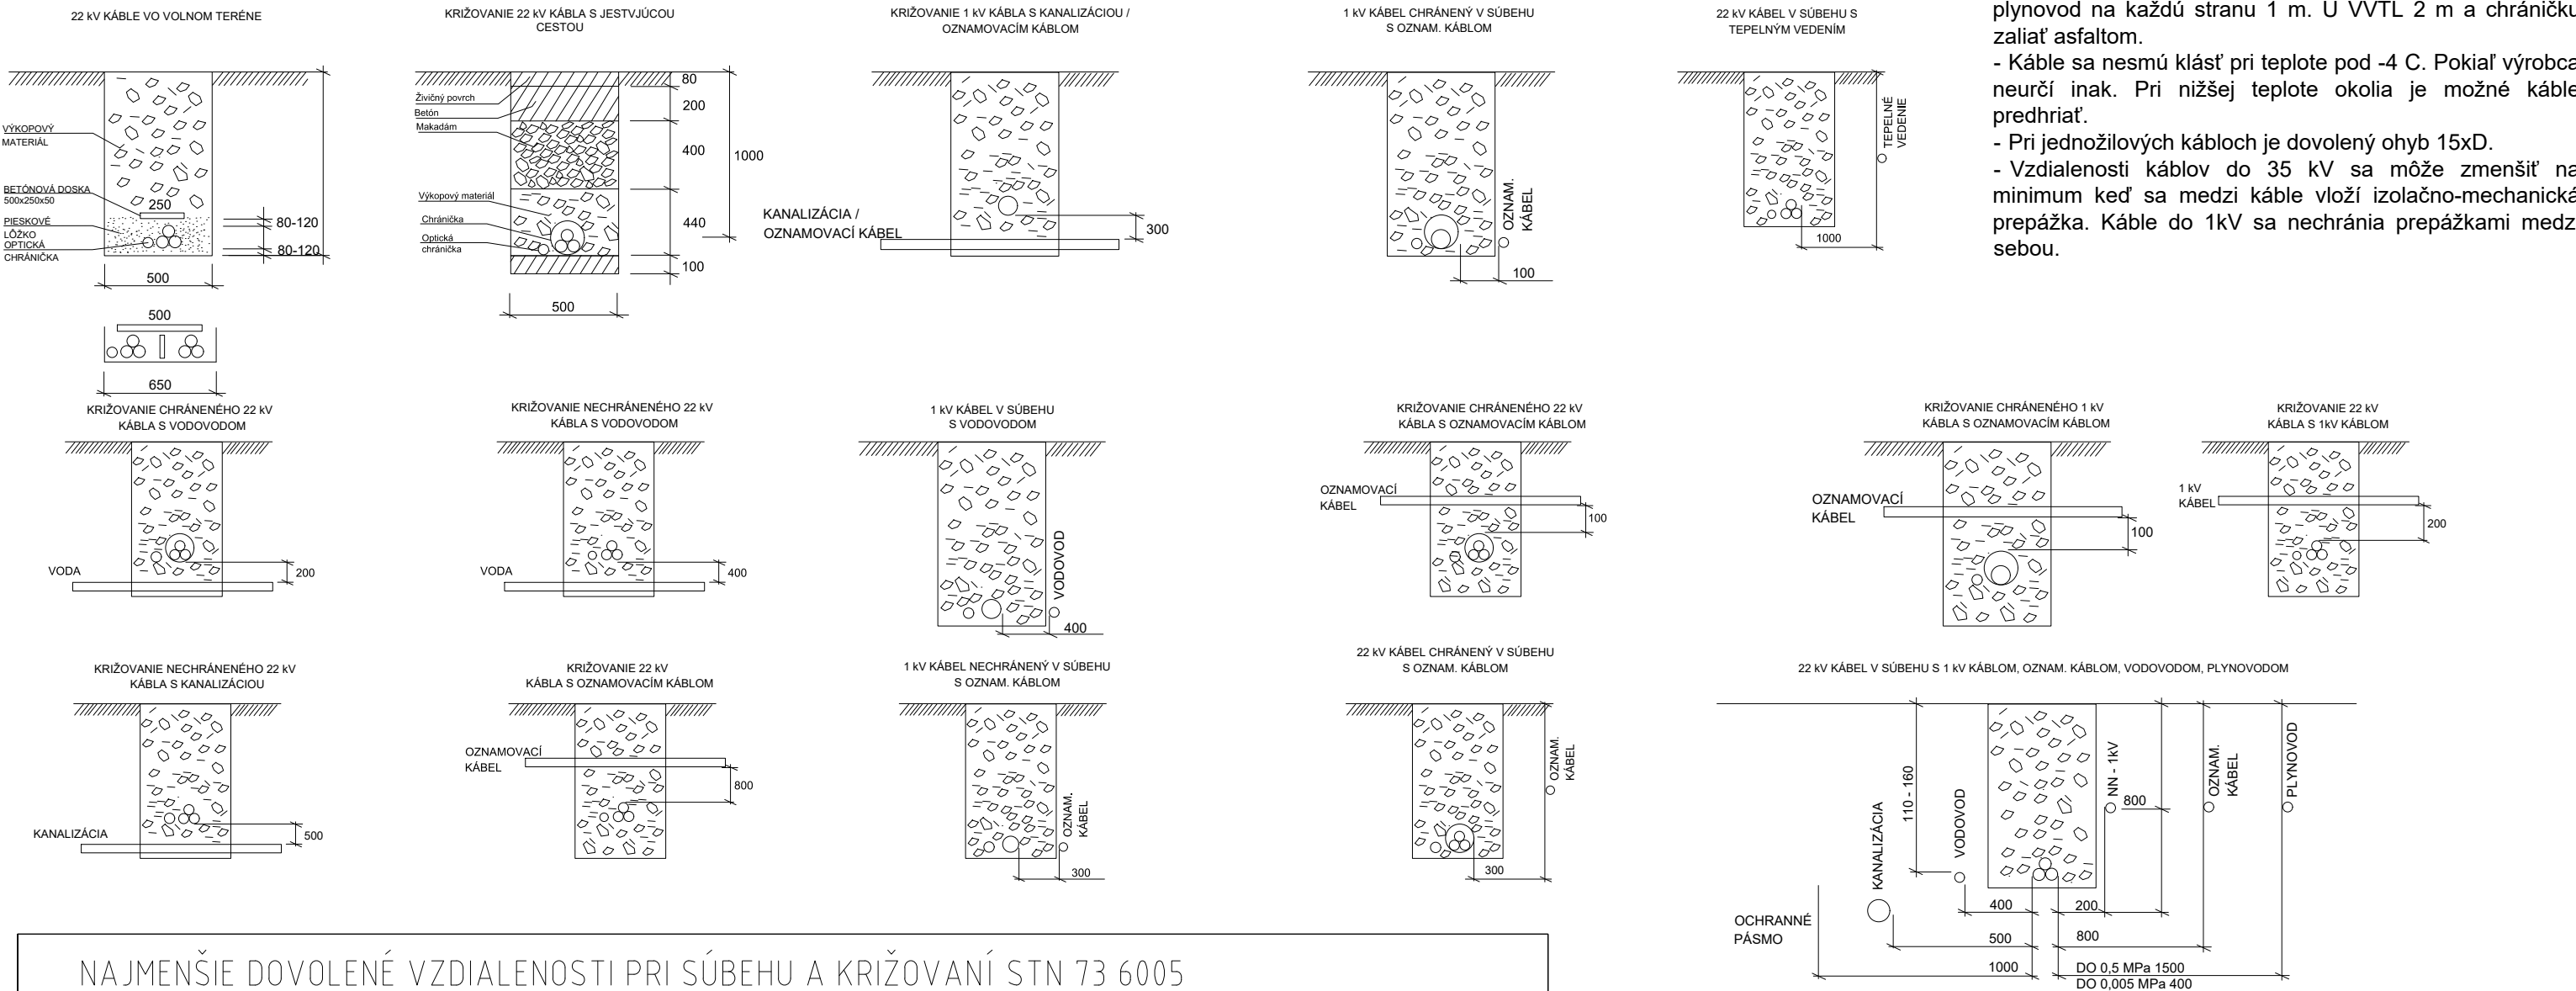 22 kV KÁBLE VO VOLNOM TERÉNE
VÝKOPOVÝ
MATERIÁL
BETÓNOVÁ DOSKA
500x250x50
PIESKOVÉ
LÔŽKO
OPTICKÁ
CHRÁNIČKA
250
80-120
80-120
500
500
650
KRIŽOVANIE 22 kV KÁBLA S JESTVJÚCOU
CESTOU
Živičný povrch
Betón
Makadám
Výkopový materiál
Chránička
Optická
chránička
80
200
400
1000
440
100
500
KRIŽOVANIE 1 kV KÁBLA S KANALIZÁCIOU /
OZNAMOVACÍM KÁBLOM
KANALIZÁCIA /
OZNAMOVACÍ KÁBEL
300
1 kV KÁBEL CHRÁNENÝ V SÚBEHU
S OZNAM. KÁBLOM
OZNAM.
KÁBEL
100
22 kV KÁBEL V SÚBEHU S
TEPELNÝM VEDENÍM
TEPELNÉ
VEDENIE
1000
plynovod na každú stranu 1 m. U VVTL 2 m a chráničku
zaliať asfaltom.
- Káble sa nesmú klásť pri teplote pod -4 C. Pokiaľ výrobca
neurčí inak. Pri nižšej teplote okolia je možné káble
predhriať.
- Pri jednožilových kábloch je dovolený ohyb 15xD.
- Vzdialenosti káblov do 35 kV sa môže zmenšiť na
minimum keď sa medzi káble vloží izolačno-mechanická
prepážka. Káble do 1kV sa nechránia prepážkami medzi
sebou.
KRIŽOVANIE CHRÁNENÉHO 22 kV
KÁBLA S VODOVODOM
VODA
200
KRIŽOVANIE NECHRÁNENÉHO 22 kV
KÁBLA S VODOVODOM
VODA
400
1 kV KÁBEL V SÚBEHU
S VODOVODOM
VODOVOD
400
KRIŽOVANIE CHRÁNENÉHO 22 kV
KÁBLA S OZNAMOVACÍM KÁBLOM
OZNAMOVACÍ
KÁBEL
100
KRIŽOVANIE CHRÁNENÉHO 1 kV
KÁBLA S OZNAMOVACÍM KÁBLOM
OZNAMOVACÍ
KÁBEL
100
KRIŽOVANIE 22 kV
KÁBLA S 1kV KÁBLOM
1 kV
KÁBEL
200
KRIŽOVANIE NECHRÁNENÉHO 22 kV
KÁBLA S KANALIZÁCIOU
KANALIZÁCIA
500
KRIŽOVANIE 22 kV
KÁBLA S OZNAMOVACÍM KÁBLOM
OZNAMOVACÍ
KÁBEL
800
1 kV KÁBEL NECHRÁNENÝ V SÚBEHU
S OZNAM. KÁBLOM
OZNAM.
KÁBEL
300
22 kV KÁBEL CHRÁNENÝ V SÚBEHU
S OZNAM. KÁBLOM
OZNAM.
KÁBEL
300
22 kV KÁBEL V SÚBEHU S 1 kV KÁBLOM, OZNAM. KÁBLOM, VODOVODOM, PLYNOVODOM
110 - 160
KANALIZÁCIA
VODOVOD
NN - 1kV
800
OZNAM.
KÁBEL
PLYNOVOD
OCHRANNÉ
PÁSMO
400
200
500
800
1000
DO 0,5 MPa 1500
DO 0,005 MPa 400
NAJMENŠIE DOVOLENÉ VZDIALENOSTI PRI SÚBEHU A KRIŽOVANÍ STN 73 6005